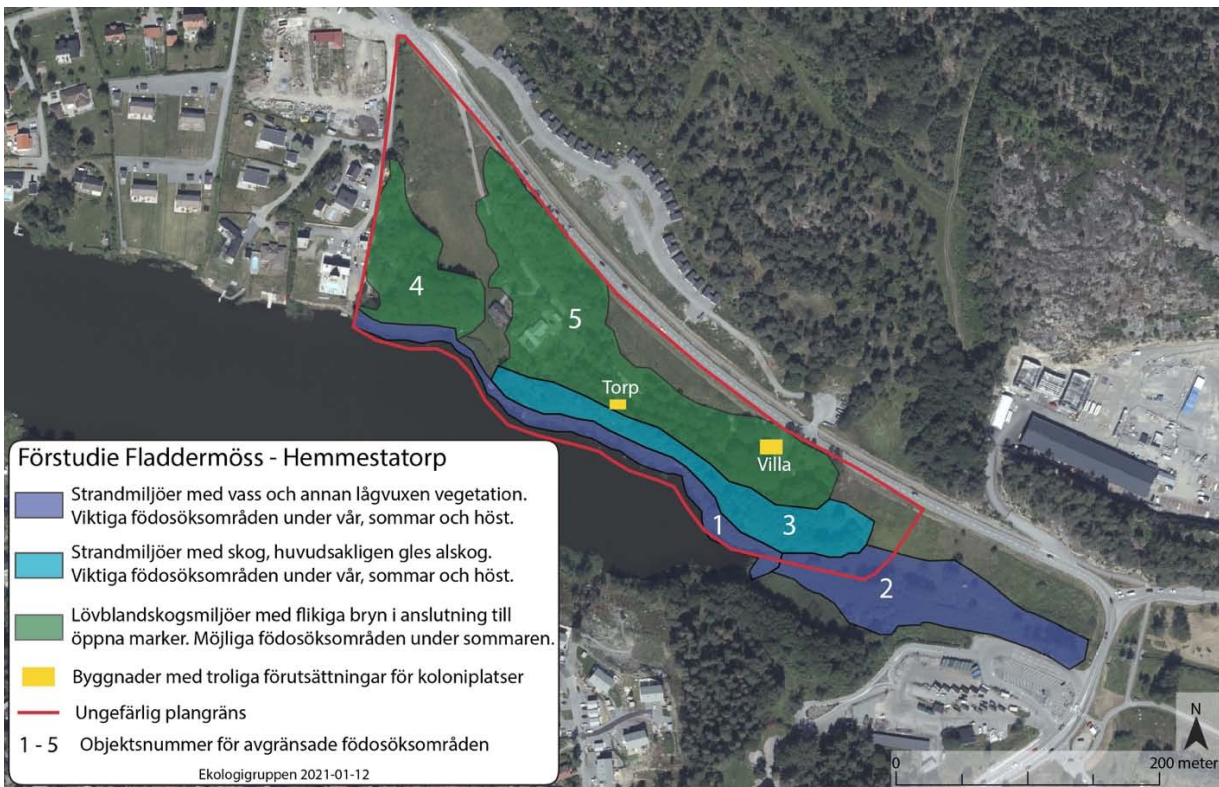 4
5
Torp
Villa
1
3
2
Förstudie Fladdermöss - Hemmestatorp
Strandmiljöer med vass och annan lågvuxen vegetation.
Viktiga födosöksområden under vår, sommar och höst.
Strandmiljöer med skog, huvudsakligen gles alskog.
Viktiga födosöksområden under vår, sommar och höst.
Lövblandskogsmiljöer med flikiga bryn i anslutning till
öppna marker. Möjliga födosöksområden under sommaren.
Byggnader med troliga förutsättningar för koloniplatser
Ungefärlig plangräns
1 - 5 Objektsnummer för avgränsade födosöksområden
Ekologigruppen 2021-01-12
N
0 200 meter